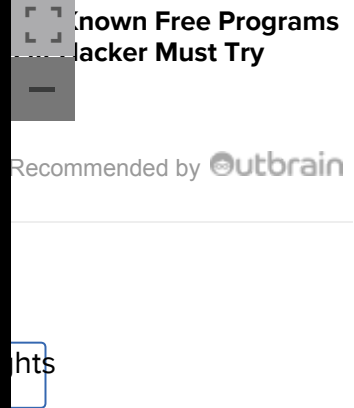 Known Free Programs
Hacker Must Try
Recommended by Outbrain
hts